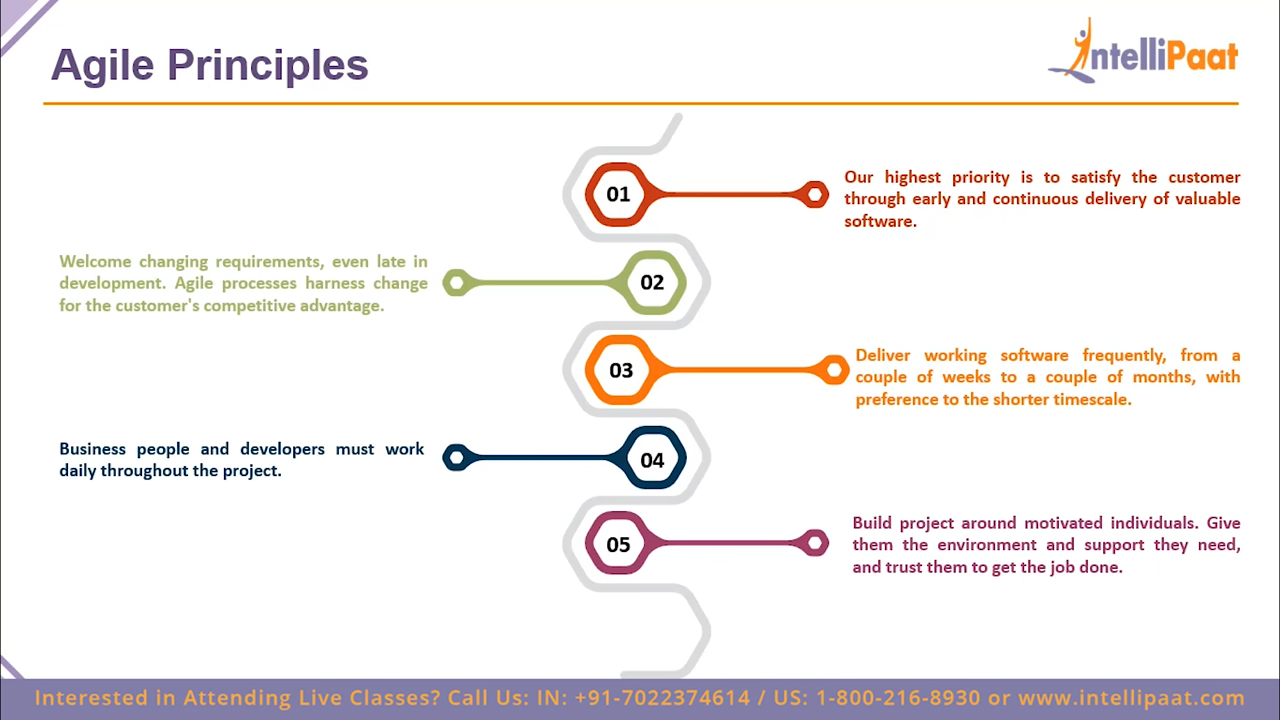 Agile Principles
IntelliPaat
01
Our highest priority is to satisfy the customer
through early and continuous delivery of valuable
software.
Welcome changing requirements, even late in
development. Agile processes harness change
for the customer's competitive advantage.
02
03
Deliver working software frequently, from a
couple of weeks to a couple of months, with
preference to the shorter timescale.
Business people and developers must work
daily throughout the project.
04
05
Build project around motivated individuals. Give
them the environment and support they need,
and trust them to get the job done.
Interested in Attending Live Classes? Call Us: IN: +91-7022374614 / US: 1-800-216-8930 or www.intellipaat.com